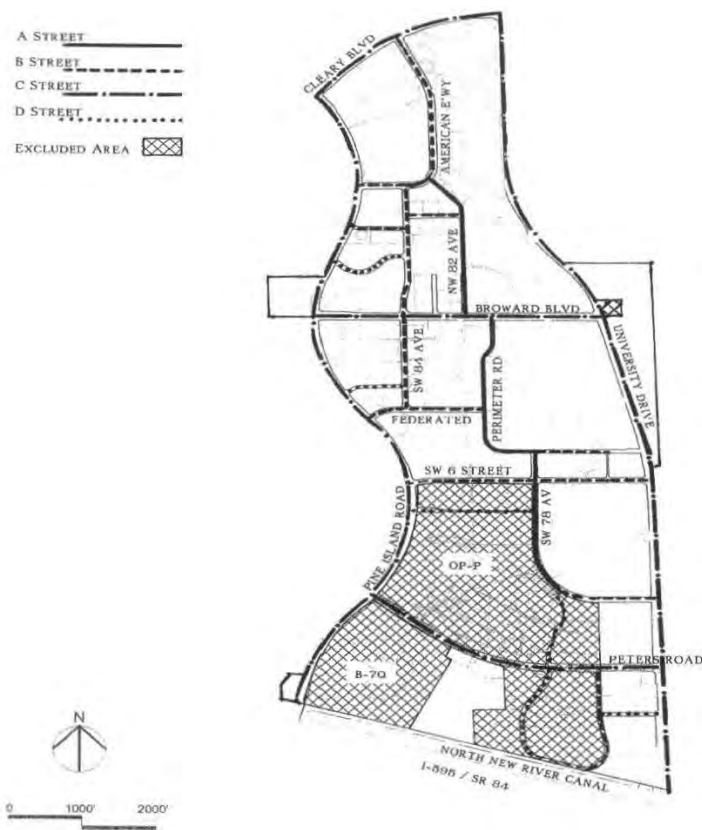 A STREET
B STREET
C STREET
D STREET
EXCLUDED AREA
CLEARY BLVD
AMERICAN E'WY
NW 82 AVE
BROWARD BLVD
UNIVERSITY DRIVE
SW 84 AVE
PERIMETER RD
FEDERATED
SW 6 STREET
SW 78 AV
PINE ISLAND ROAD
OP-P
PETERS ROAD
B-7Q
NORTH NEW RIVER CANAL
I-595 / SR 84
N
0 1000' 2000'